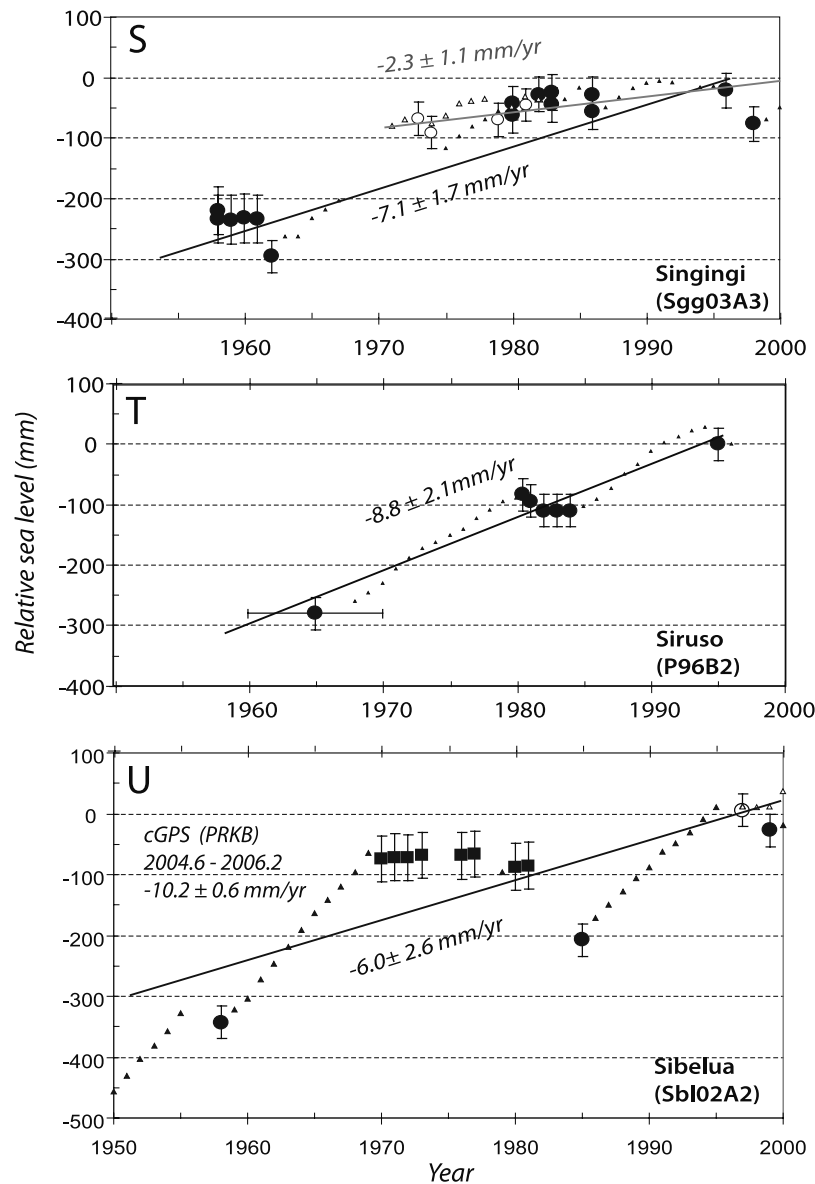 S
100
0
-100
-200
-300
-400
-2.3 ± 1.1 mm/yr
-7.1 ± 1.7 mm/yr
Singingi
(Sgg03A3)
1960
1970
1980
1990
2000
T
100
0
-100
-200
-300
-400
-8.8 ± 2.1mm/yr
Siruso
(P96B2)
1960
1970
1980
1990
2000
Relative sea level (mm)
U
100
0
-100
-200
-300
-400
-500
cGPS (PRKB)
2004.6 - 2006.2
-10.2 ± 0.6 mm/yr
-6.0± 2.6 mm/yr
Sibelua
(Sbl02A2)
1950
1960
1970
1980
1990
2000
Year